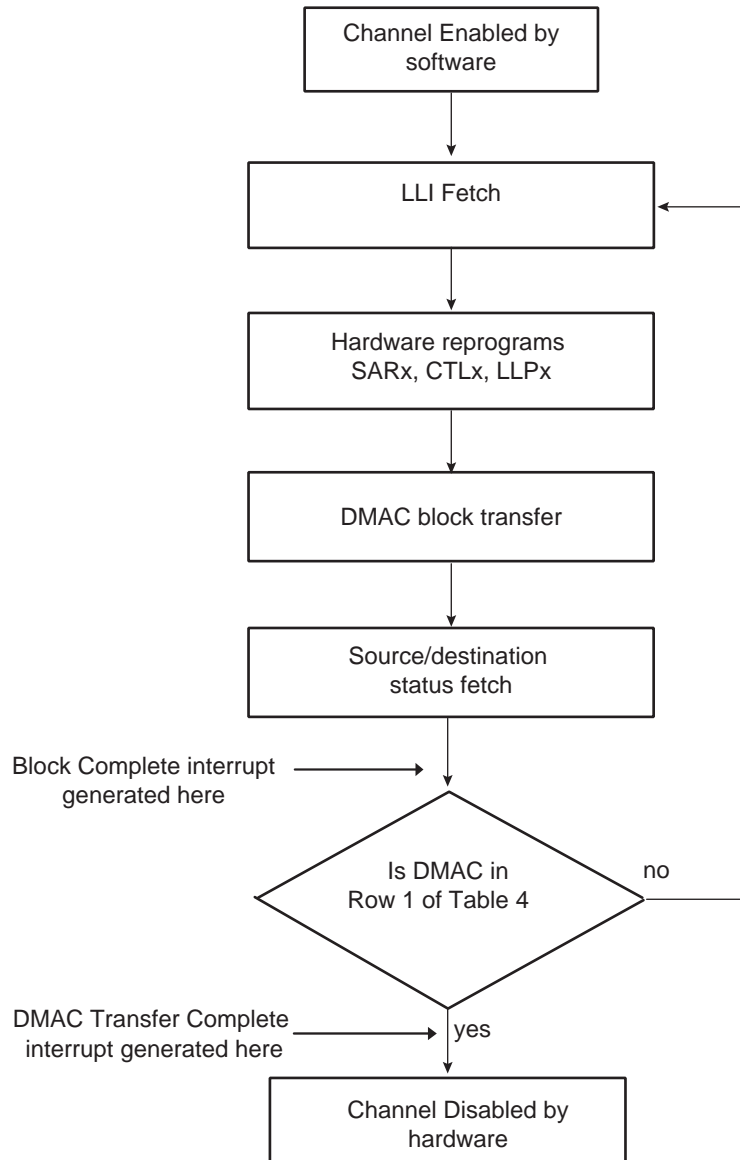 Channel Enabled by
software
LLI Fetch
Hardware reprograms
SARx, CTLx, LLPx
DMAC block transfer
Source/destination
status fetch
Block Complete interrupt
generated here
Is DMAC in
Row 1 of Table 4
no
DMAC Transfer Complete
interrupt generated here
yes
Channel Disabled by
hardware